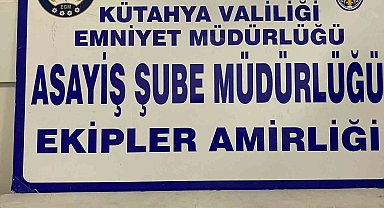 KÜTAHYA VALİLİĞİ
EMNİYET MÜDÜRLÜĞÜ
ASAYİŞ ŞUBE MÜDÜRLÜĞÜ
EKİPLER AMİRLİĞİ